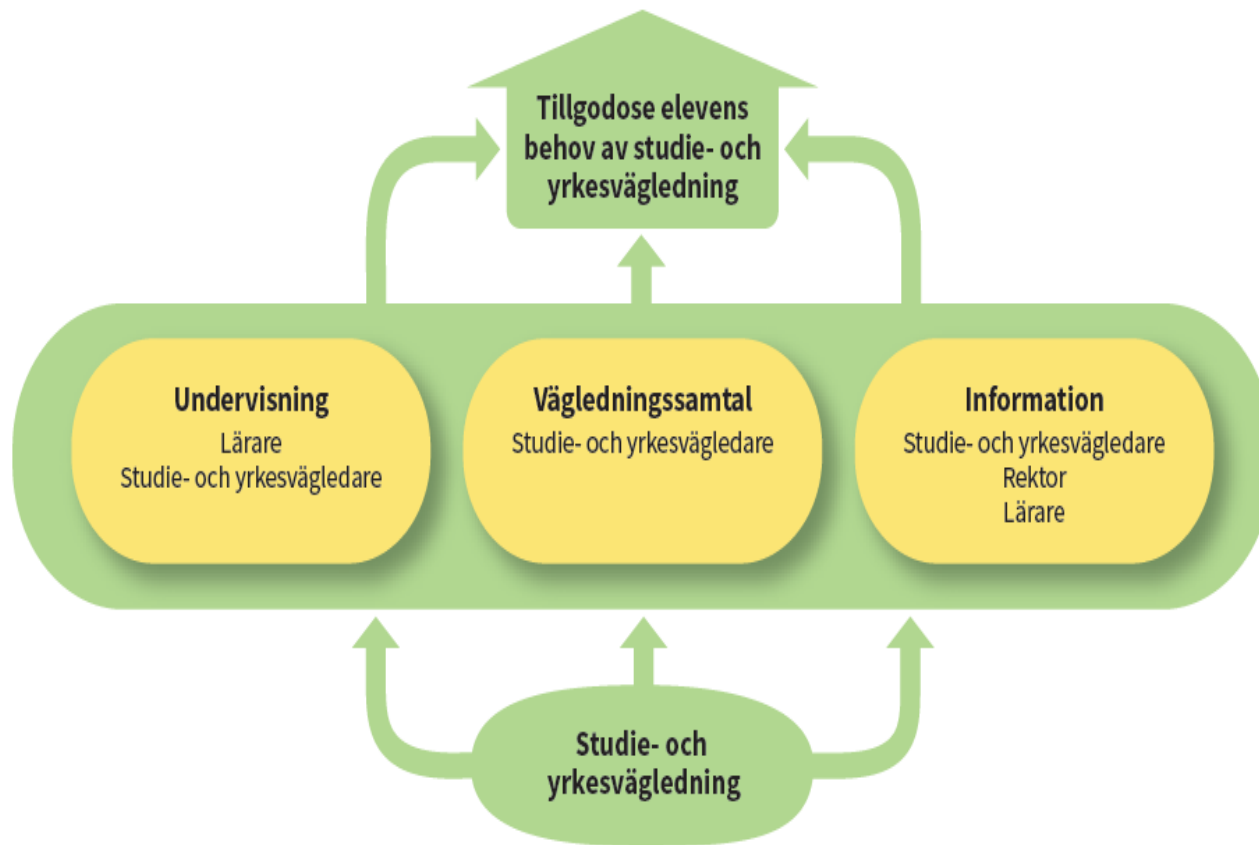 Tillgodose elevens
behov av studie- och
yrkesvägledning
Undervisning
Lärare
Studie- och yrkesvägledare
Vägledningssamtal
Studie- och yrkesvägledare
Information
Studie- och yrkesvägledare
Rektor
Lärare
Studie- och
yrkesvägledning